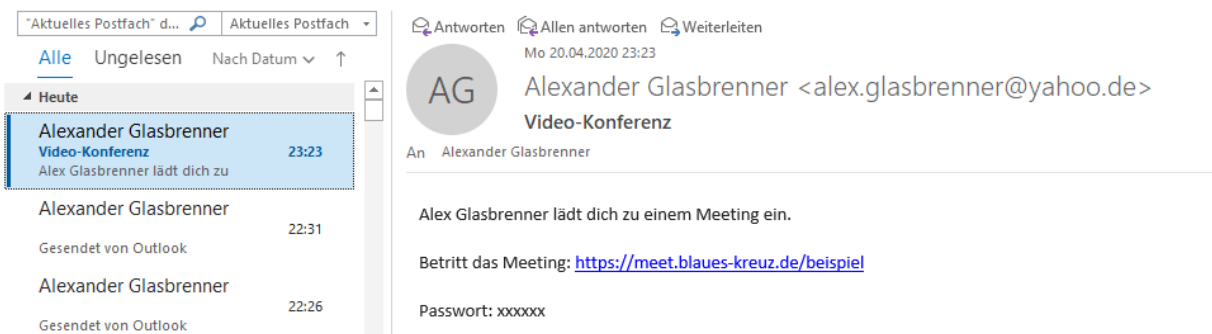 "Aktuelles Postfach" d... Aktuelles Postfach
Alle Ungelesen Nach Datum
Heute
Alexander Glasbrenner
Video-Konferenz 23:23
Alex Glasbrenner lädt dich zu
Alexander Glasbrenner
22:31
Gesendet von Outlook
Alexander Glasbrenner
22:26
Gesendet von Outlook
Antworten Allen antworten Weiterleiten
Mo 20.04.2020 23:23
AG
Alexander Glasbrenner <alex.glasbrenner@yahoo.de>
Video-Konferenz
An Alexander Glasbrenner
Alex Glasbrenner lädt dich zu einem Meeting ein.
Betritt das Meeting: https://meet.blaues-kreuz.de/beispiel
Passwort: xxxxxx